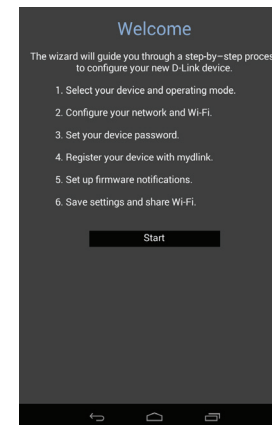 Welcome
The wizard will guide you through a step-by-step proces
to configure your new D-Link device.
1. Select your device and operating mode.
2. Configure your network and Wi-Fi.
3. Set your device password.
4. Register your device with mydlink.
5. Set up firmware notifications.
6. Save settings and share Wi-Fi.
Start